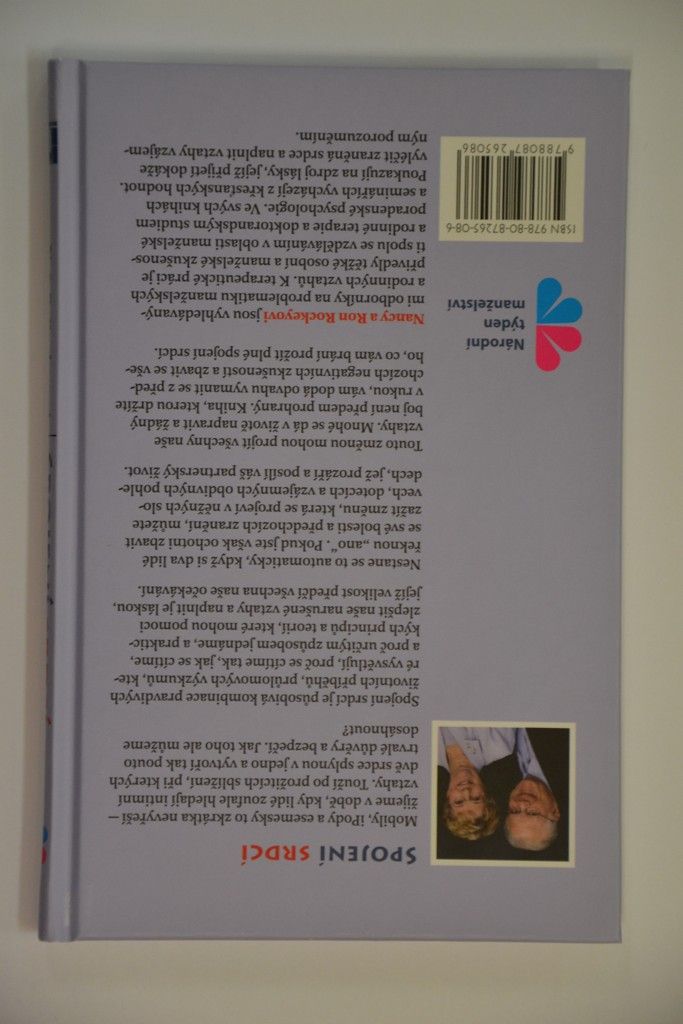 SPOJENÍ SRDCÍ
Mobily, iPody a esemesky to zkrátka nevyřeší –
žijeme v době, kdy lidé zoufale hledají intimní
vztahy. Touží po prožitcích sblížení, při kterých
dvě srdce splynou v jedno a vytvoří tak pouto
trvalé důvěry a bezpečí. Jak toho ale můžeme
dosáhnout?
Spojení srdcí je působivá kombinace pravdivých
životních příběhů, průlomových výzkumů, kte-
ré vysvětlují, proč se cítíme tak, jak se cítíme,
a proč určitým způsobem jednáme, a praktic-
kých principů a teorií, které mohou pomoci
zlepšit naše narušené vztahy a naplnit je láskou,
jejíž velikost předčí všechna naše očekávání.
Nestane se to automaticky, když si dva lidé
řeknou „ano“. Pokud jste však ochotni zbavit
se své bolesti a předchozích zranění, můžete
zažít změnu, která se projeví v něžných slo-
vech, dotecích a vzájemných obdivných pohle-
dech, jež prozáří a posílí váš partnerský život.
Touto změnou mohou projít všechny naše
vztahy. Mnohé se dá v životě napravit a žádný
boj není předem prohraný. Kniha, kterou držíte
v rukou, vám dodá odvahu vymanit se z před-
chozích negativních zkušeností a zbavit se vše-
ho, co vám brání prožít plné spojení srdcí.
Nancy a Ron Rockeyovi jsou vyhledávaný-
mi odborníky na problematiku manželských
a rodinných vztahů. K terapeutické práci je
přivedly těžké osobní a manželské zkušenos-
ti spolu se vzděláváním v oblasti manželské
a rodinné terapie a doktorandským studiem
poradenské psychologie. Ve svých knihách
a seminářích vycházejí z křesťanských hodnot.
Poukazují na zdroj lásky, jejíž přijetí dokáže
vyléčit zraněná srdce a naplnit vztahy vzájem-
ným porozuměním.
Národní
týden
manželství
ISBN 978-80-87265-08-6
9 788087 265086